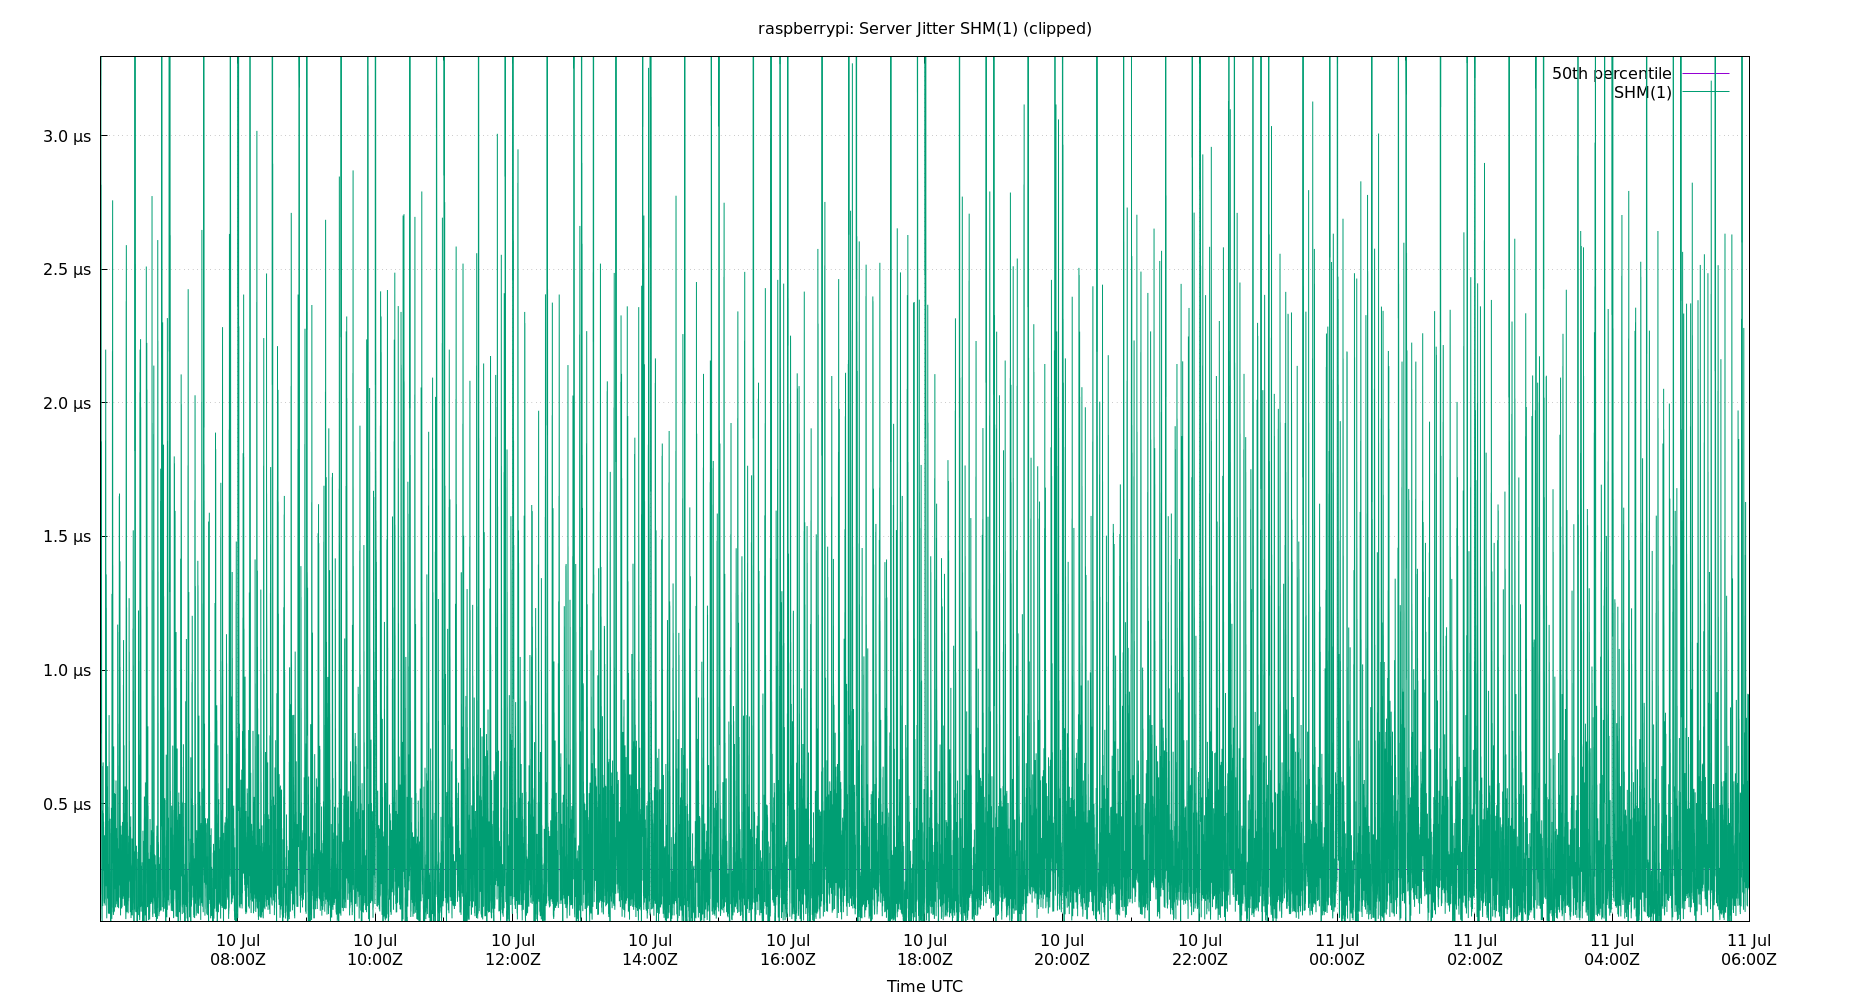 raspberrypi: Server Jitter SHM(1) (clipped)
50th percentile
SHM(1)
3.0 µs
2.5 µs
2.0 µs
1.5 µs
1.0 µs
0.5 µs
10 Jul 10 Jul 10 Jul 10 Jul 10 Jul 10 Jul 10 Jul 10 Jul 11 Jul 11 Jul 11 Jul 11 Jul
08:00Z 10:00Z 12:00Z 14:00Z 16:00Z 18:00Z 20:00Z 22:00Z 00:00Z 02:00Z 04:00Z 06:00Z
Time UTC